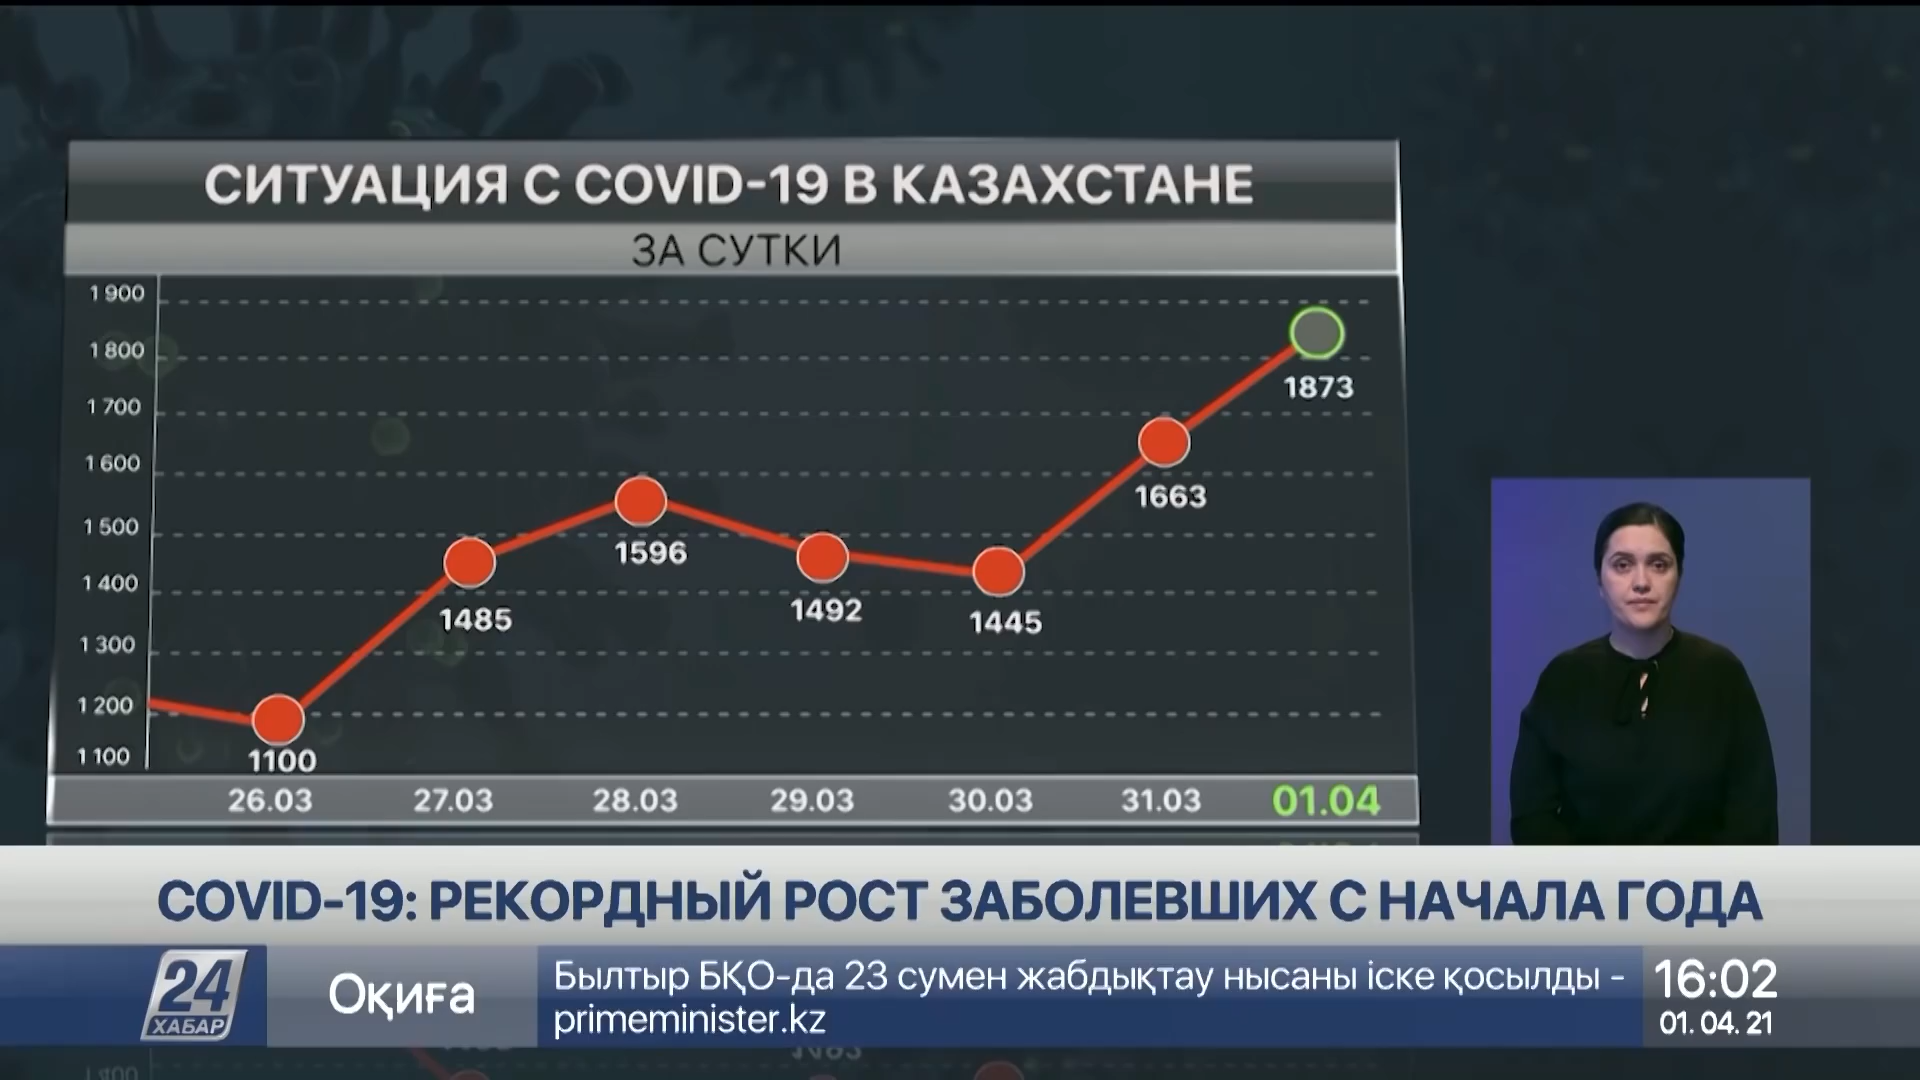 СИТУАЦИЯ С COVID-19 В КАЗАХСТАНЕ
ЗА СУТКИ
1 900
1 800
1 700
1 600
1 500
1 400
1 300
1 200
1 100
1100
1485
1596
1492
1445
1663
1873
26.03 27.03 28.03 29.03 30.03 31.03 01.04
COVID-19: РЕКОРДНЫЙ РОСТ ЗАБОЛЕВШИХ С НАЧАЛА ГОДА
24
ХАБАР
Оқиға
Былтыр БҚО-да 23 сумен жабдықтау нысаны іске қосылды -
primeminister.kz
16:02
01. 04. 21
1400